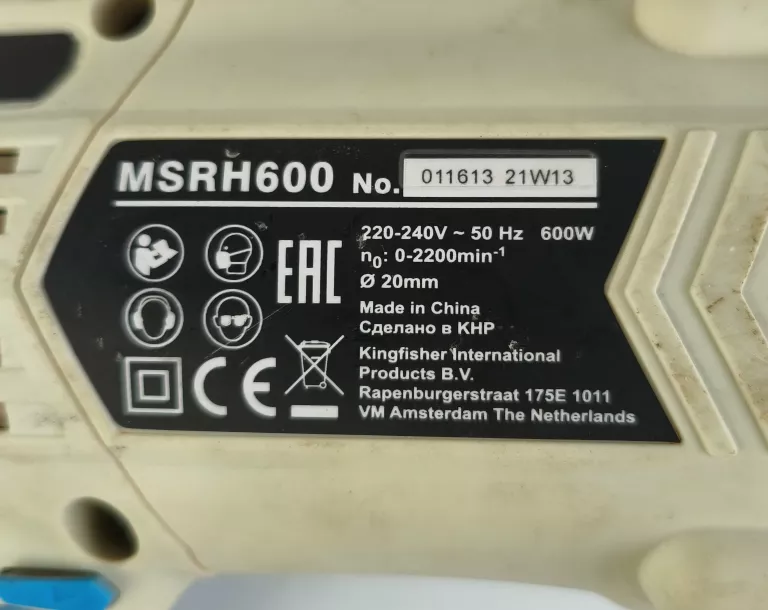 MSRH600 No. 011613 21W13
220-240V ~ 50 Hz 600W
n₀: 0-2200min⁻¹
Ø 20mm
EAC
Made in China
Сделано в КНР
CE
Kingfisher International
Products B.V.
Rapenburgerstraat 175E 1011
VM Amsterdam The Netherlands